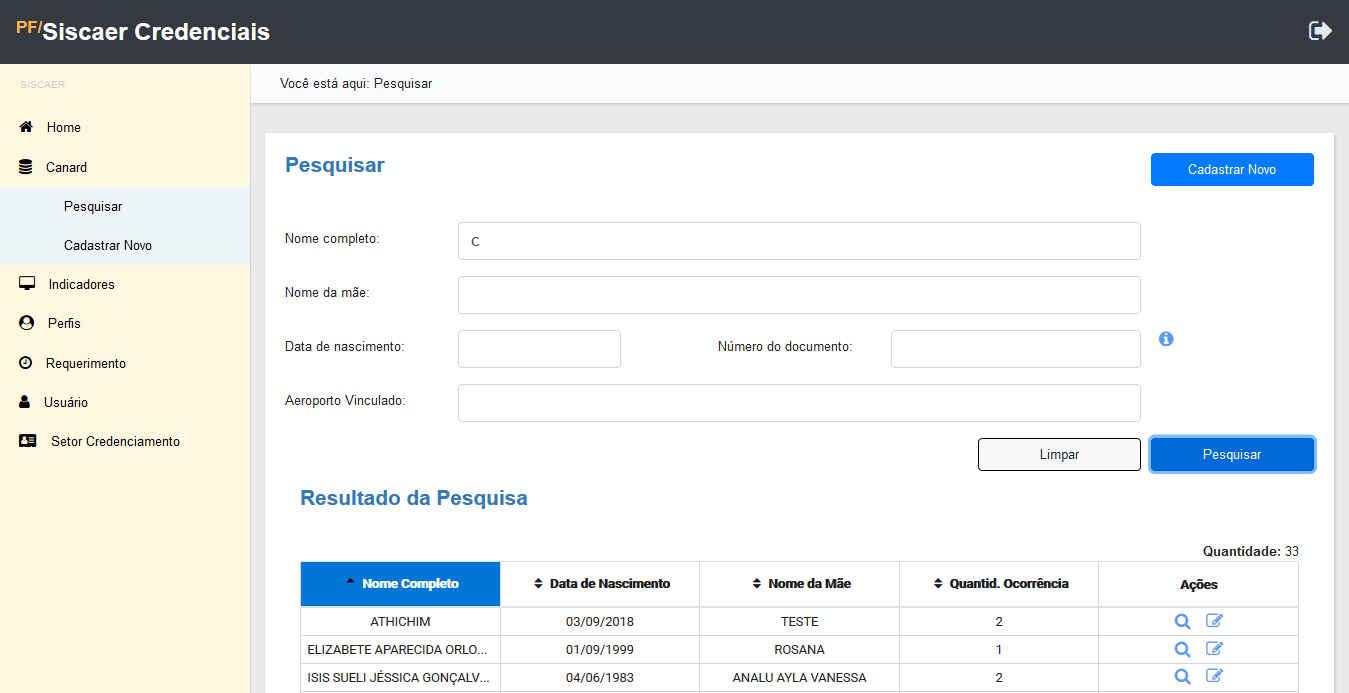 PF/Siscaer Credenciais
SISCAER
Você está aqui: Pesquisar
Home
Canard
Pesquisar
Cadastrar Novo
Indicadores
Perfis
Requerimento
Usuário
Setor Credenciamento
Pesquisar
Cadastrar Novo
Nome completo: C
Nome da mãe:
Data de nascimento: Número do documento:
Aeroporto Vinculado:
Limpar Pesquisar
Resultado da Pesquisa
Quantidade: 33
Nome Completo Data de Nascimento Nome da Mãe Quantid. Ocorrência Ações
ATHICHIM 03/09/2018 TESTE 2
ELIZABETE APARECIDA ORLO... 01/09/1999 ROSANA 1
ISIS SUELI JÉSSICA GONÇALV... 04/06/1983 ANALU AYLA VANESSA 2